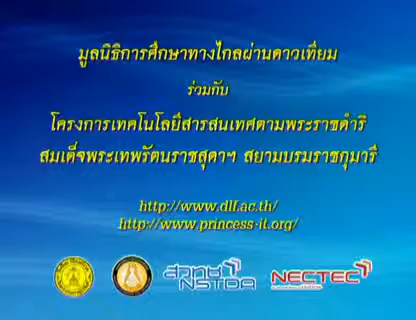 มูลนิธิการศึกษาทางไกลผ่านดาวเทียม
ร่วมกับ
โครงการเทคโนโลยีสารสนเทศตามพระราชดำริ
สมเด็จพระเทพรัตนราชสุดาฯ สยามบรมราชกุมารี
http://www.dlf.ac.th/
http://www.princess-it.org/
สวทช NECTEC
NSTDA